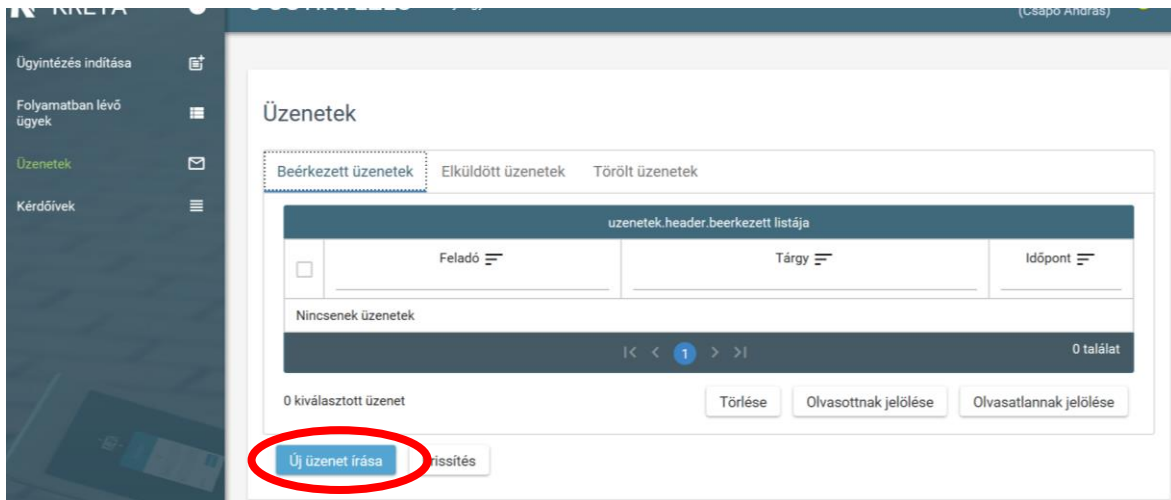 KRÉTA
(Csapó András)
Ügyintézés indítása
Folyamatban lévő
ügyek
Üzenetek
Kérdőívek
Üzenetek
Beérkezett üzenetek Elküldött üzenetek Törölt üzenetek
uzenetek.header.beerkezett listája
Feladó Tárgy Időpont
Nincsenek üzenetek
1 0 találat
0 kiválasztott üzenet Törlése Olvasottnak jelölése Olvasatlannak jelölése
Új üzenet írása rissítés